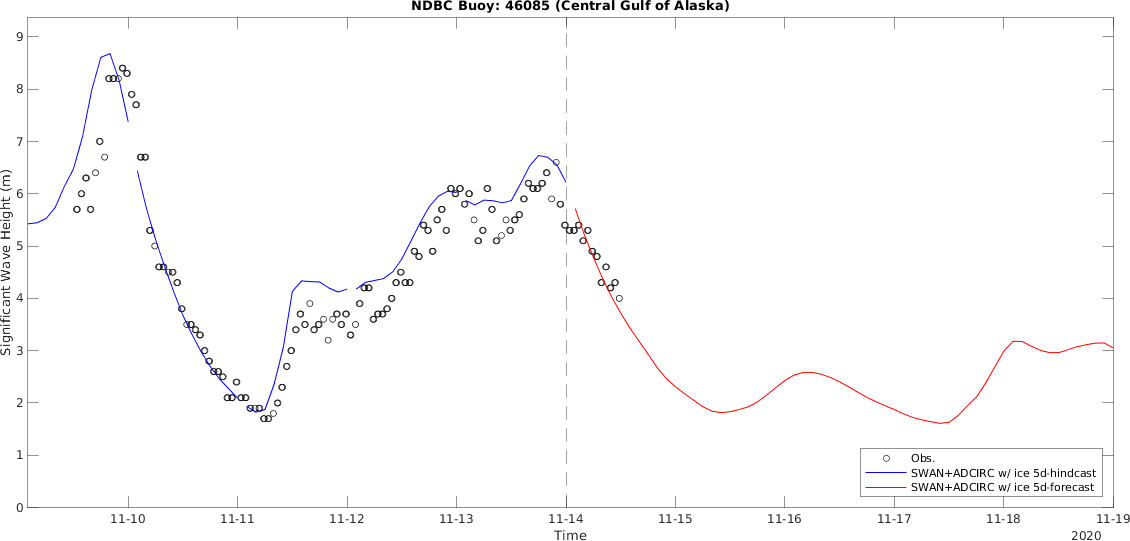 NDBC Buoy: 46085 (Central Gulf of Alaska)
Significant Wave Height (m)
9
8
7
6
5
4
3
2
1
0
Obs.
SWAN+ADCIRC w/ ice 5d-hindcast
SWAN+ADCIRC w/ ice 5d-forecast
11-10 11-11 11-12 11-13 11-14 11-15 11-16 11-17 11-18 11-19
Time
2020